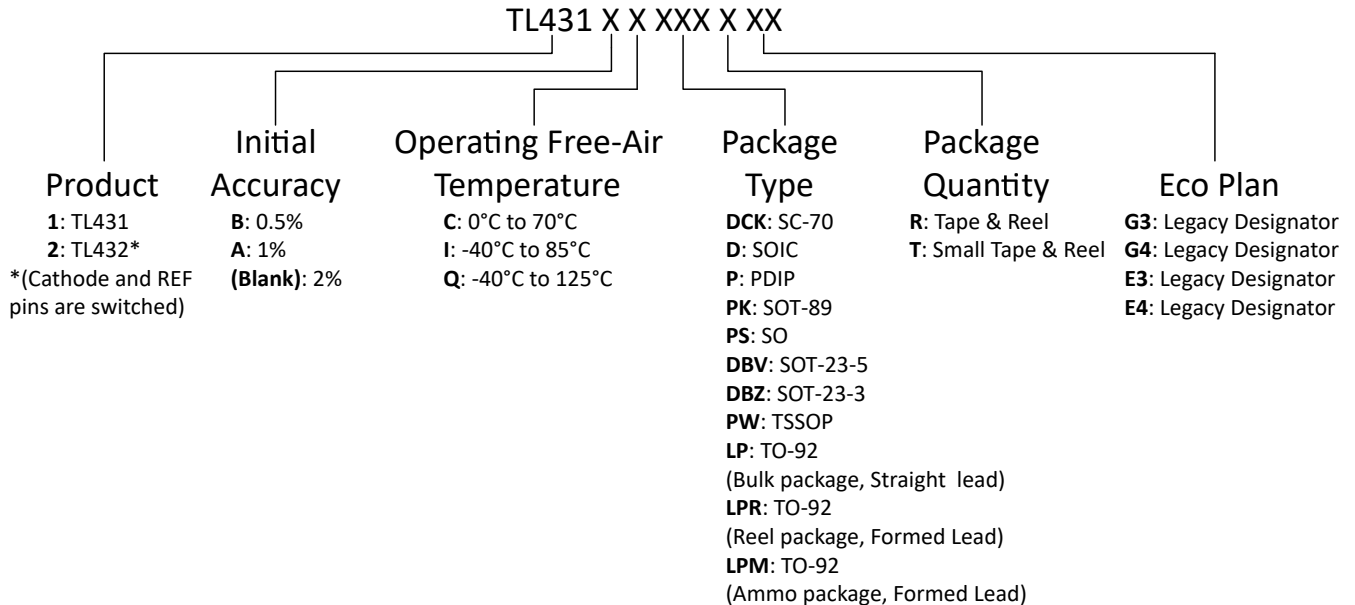 TL431 X X XXX X XX
Product
1: TL431
2: TL432*
*(Cathode and REF
pins are switched)
Initial
Accuracy
B: 0.5%
A: 1%
(Blank): 2%
Operating Free-Air
Temperature
C: 0°C to 70°C
I: -40°C to 85°C
Q: -40°C to 125°C
Package
Type
DCK: SC-70
D: SOIC
P: PDIP
PK: SOT-89
PS: SO
DBV: SOT-23-5
DBZ: SOT-23-3
PW: TSSOP
LP: TO-92
(Bulk package, Straight lead)
LPR: TO-92
(Reel package, Formed Lead)
LPM: TO-92
(Ammo package, Formed Lead)
Package
Quantity
R: Tape & Reel
T: Small Tape & Reel
Eco Plan
G3: Legacy Designator
G4: Legacy Designator
E3: Legacy Designator
E4: Legacy Designator